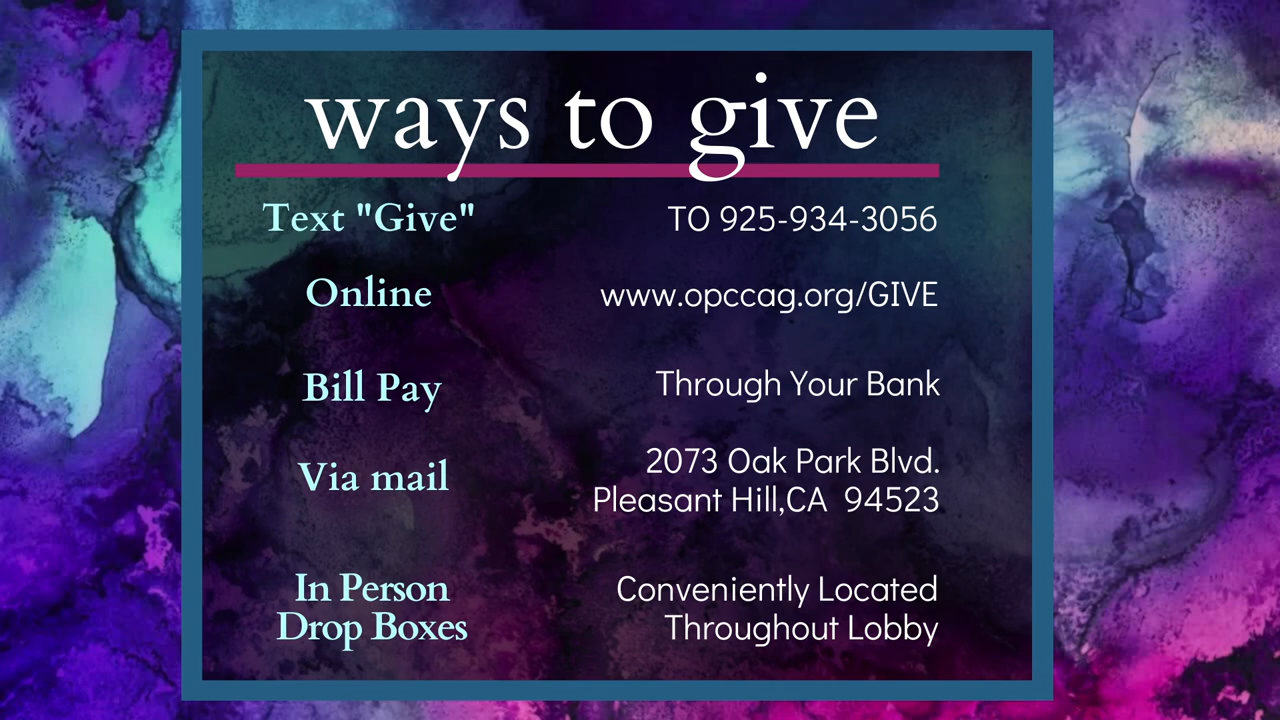 ways to give
Text "Give" TO 925-934-3056
Online www.opccag.org/GIVE
Bill Pay Through Your Bank
Via mail 2073 Oak Park Blvd.
Pleasant Hill,CA  94523
In Person Conveniently Located
Drop Boxes Throughout Lobby